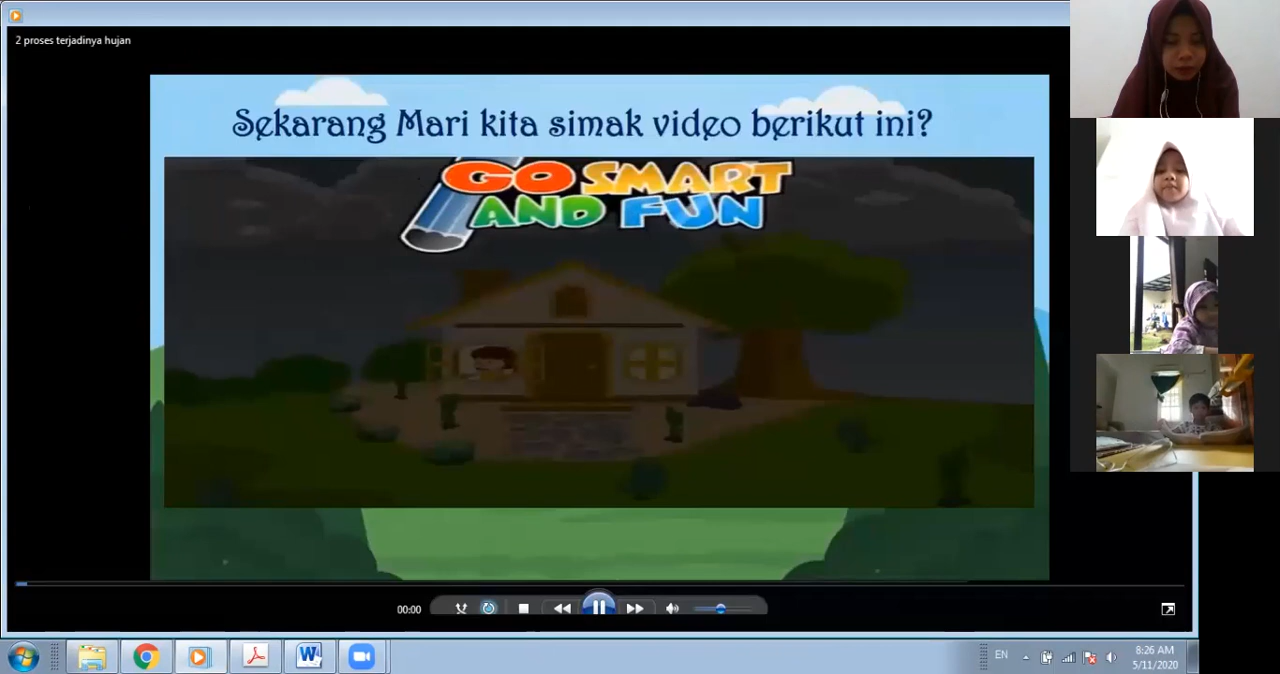 2 proses terjadinya hujan
Sekarang Mari kita simak video berikut ini?
GO SMART
AND FUN
00:00
EN
8:26 AM
5/11/2020